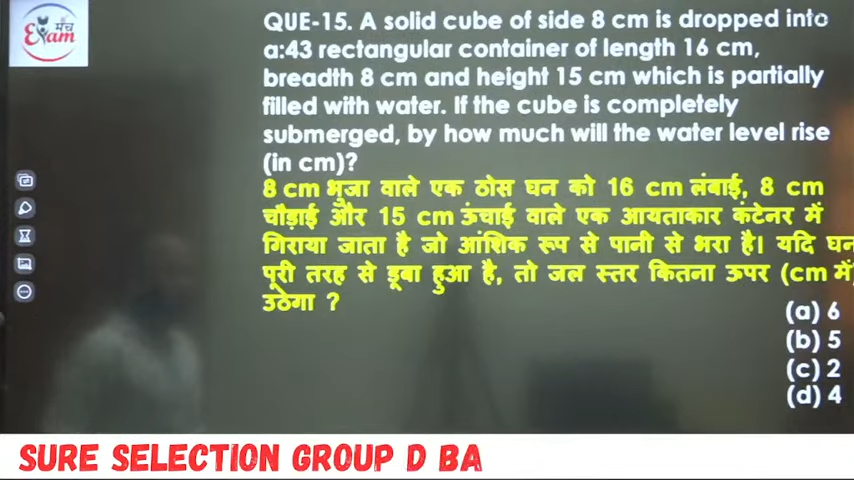 मंच
Exam
QUE-15. A solid cube of side 8 cm is dropped into
a:43 rectangular container of length 16 cm,
breadth 8 cm and height 15 cm which is partially
filled with water. If the cube is completely
submerged, by how much will the water level rise
(in cm)?
8 cm भुजा वाले एक ठोस घन को 16 cm लंबाई, 8 cm
चौड़ाई और 15 cm ऊंचाई वाले एक आयताकार कंटेनर में
गिराया जाता है जो आंशिक रूप से पानी से भरा है। यदि घन
पूरी तरह से डूबा हुआ है, तो जल स्तर कितना ऊपर (cm में
उठेगा ?
(a) 6
(b) 5
(c) 2
(d) 4
SURE SELECTION GROUP D BA